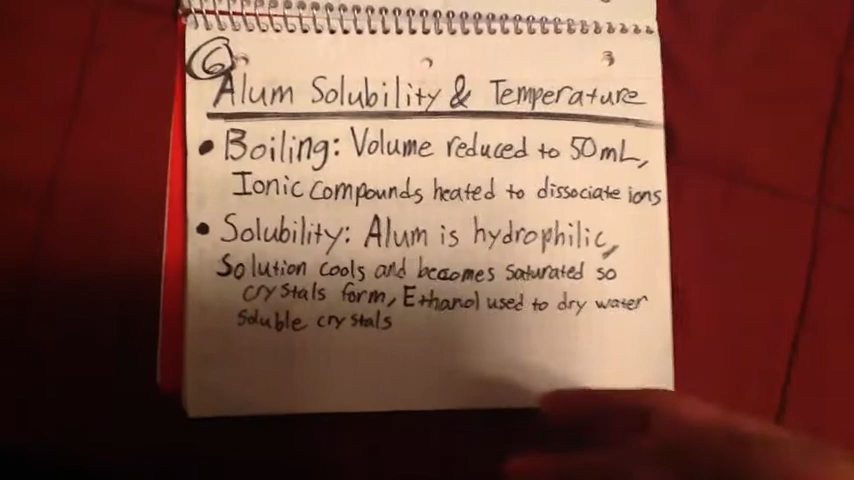 6
Alum Solubility & Temperature
• Boiling: Volume reduced to 50mL,
Ionic compounds heated to dissociate ions
• Solubility: Alum is hydrophilic,
Solution cools and becomes saturated so
crystals form, Ethanol used to dry water
soluble crystals